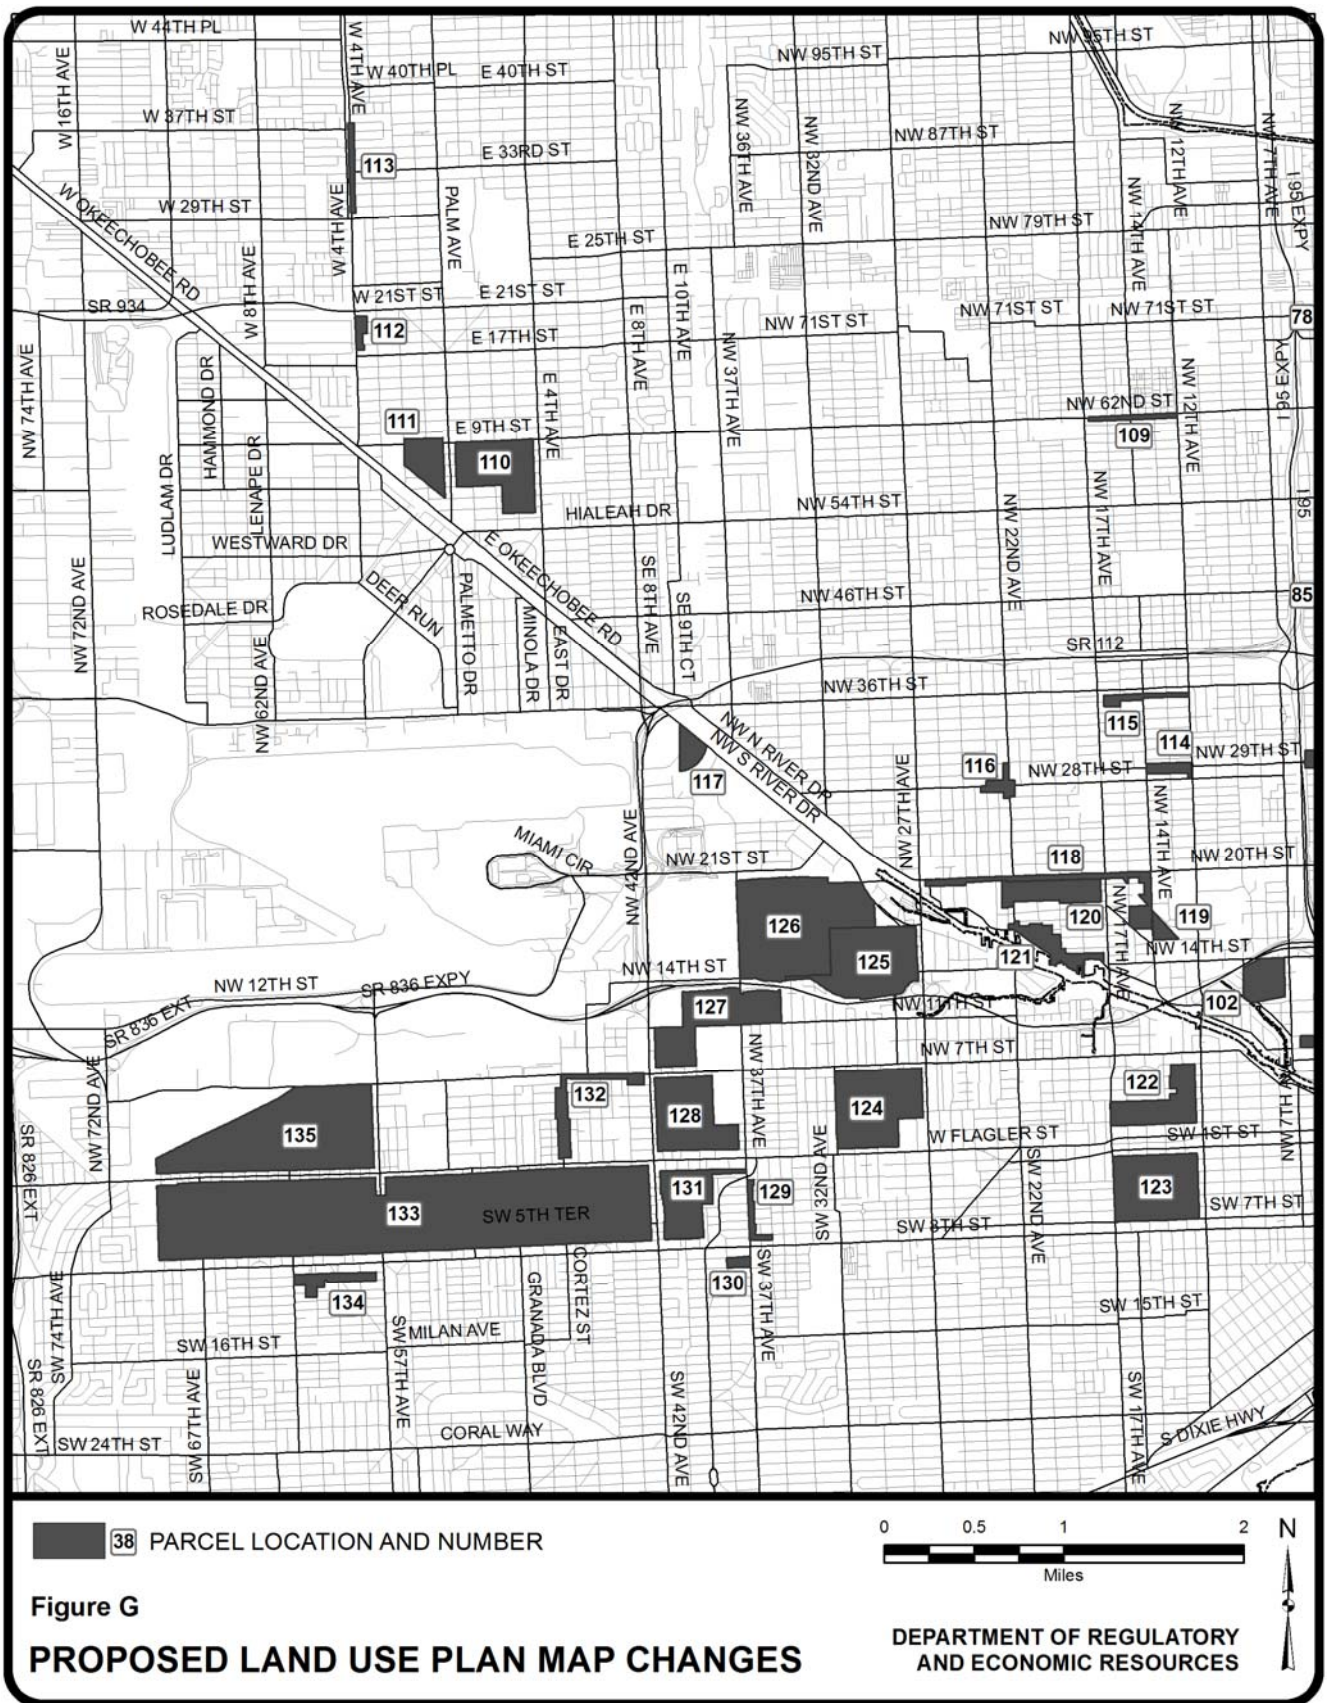 W 44TH PL
W 4TH AVE
NW 95TH ST
NW 95TH ST
W 16TH AVE
W 40TH PL
E 40TH ST
W 37TH ST
NW 36TH AVE
NW 32ND AVE
NW 87TH ST
NW 12TH AVE
NW 7TH AVE
I 95 EXPY
113
E 33RD ST
W OKEECHOBEE RD
W 29TH ST
W 4TH AVE
PALM AVE
NW 14TH AVE
NW 79TH ST
E 25TH ST
W 8TH AVE
E 10TH AVE
SR 934
W 21ST ST
E 21ST ST
E 8TH AVE
NW 71ST ST
NW 71ST ST
NW 71ST ST
78
112
E 17TH ST
NW 37TH AVE
NW 74TH AVE
HAMMOND DR
E 4TH AVE
NW 12TH AVE
I 95 EXPY
NW 62ND ST
109
111
E 9TH ST
110
LUDLAM DR
LENAPE DR
NW 54TH ST
HIALEAH DR
NW 22ND AVE
NW 17TH AVE
I 95
WESTWARD DR
E OKEECHOBEE RD
NW 72ND AVE
DEER RUN
ROSEDALE DR
PALMETTO DR
MINOLA DR
EAST DR
SE 8TH AVE
SE 9TH CT
NW 46TH ST
85
SR 112
NW 62ND AVE
NW 36TH ST
115
NW N RIVER DR
NW S RIVER DR
114
NW 29TH ST
116
NW 28TH ST
117
NW 27TH AVE
NW 14TH AVE
NW 42ND AVE
MIAMI CIR
NW 21ST ST
118
NW 20TH ST
126
NW 17TH AVE
120
119
NW 14TH ST
121
125
NW 14TH ST
NW 12TH ST
SR 836 EXPY
SR 836 EXT
127
NW 11TH ST
102
NW 37TH AVE
NW 7TH ST
NW 72ND AVE
132
122
NW 7TH AVE
128
124
135
SW 32ND AVE
W FLAGLER ST
SW 1ST ST
SR 826 EXT
131
129
SW 22ND AVE
123
SW 7TH ST
133
SW 5TH TER
SW 8TH ST
SW 74TH AVE
134
GRANADA BLVD
CORTEZ ST
130
SW 37TH AVE
SW 15TH ST
SW 16TH ST
SW 57TH AVE
MILAN AVE
SR 826 EXT
SW 67TH AVE
SW 42ND AVE
SW 17TH AVE
CORAL WAY
S DIXIE HWY
SW 24TH ST
38 PARCEL LOCATION AND NUMBER
0 0.5 1 2
Miles
N
Figure G
PROPOSED LAND USE PLAN MAP CHANGES
DEPARTMENT OF REGULATORY
AND ECONOMIC RESOURCES